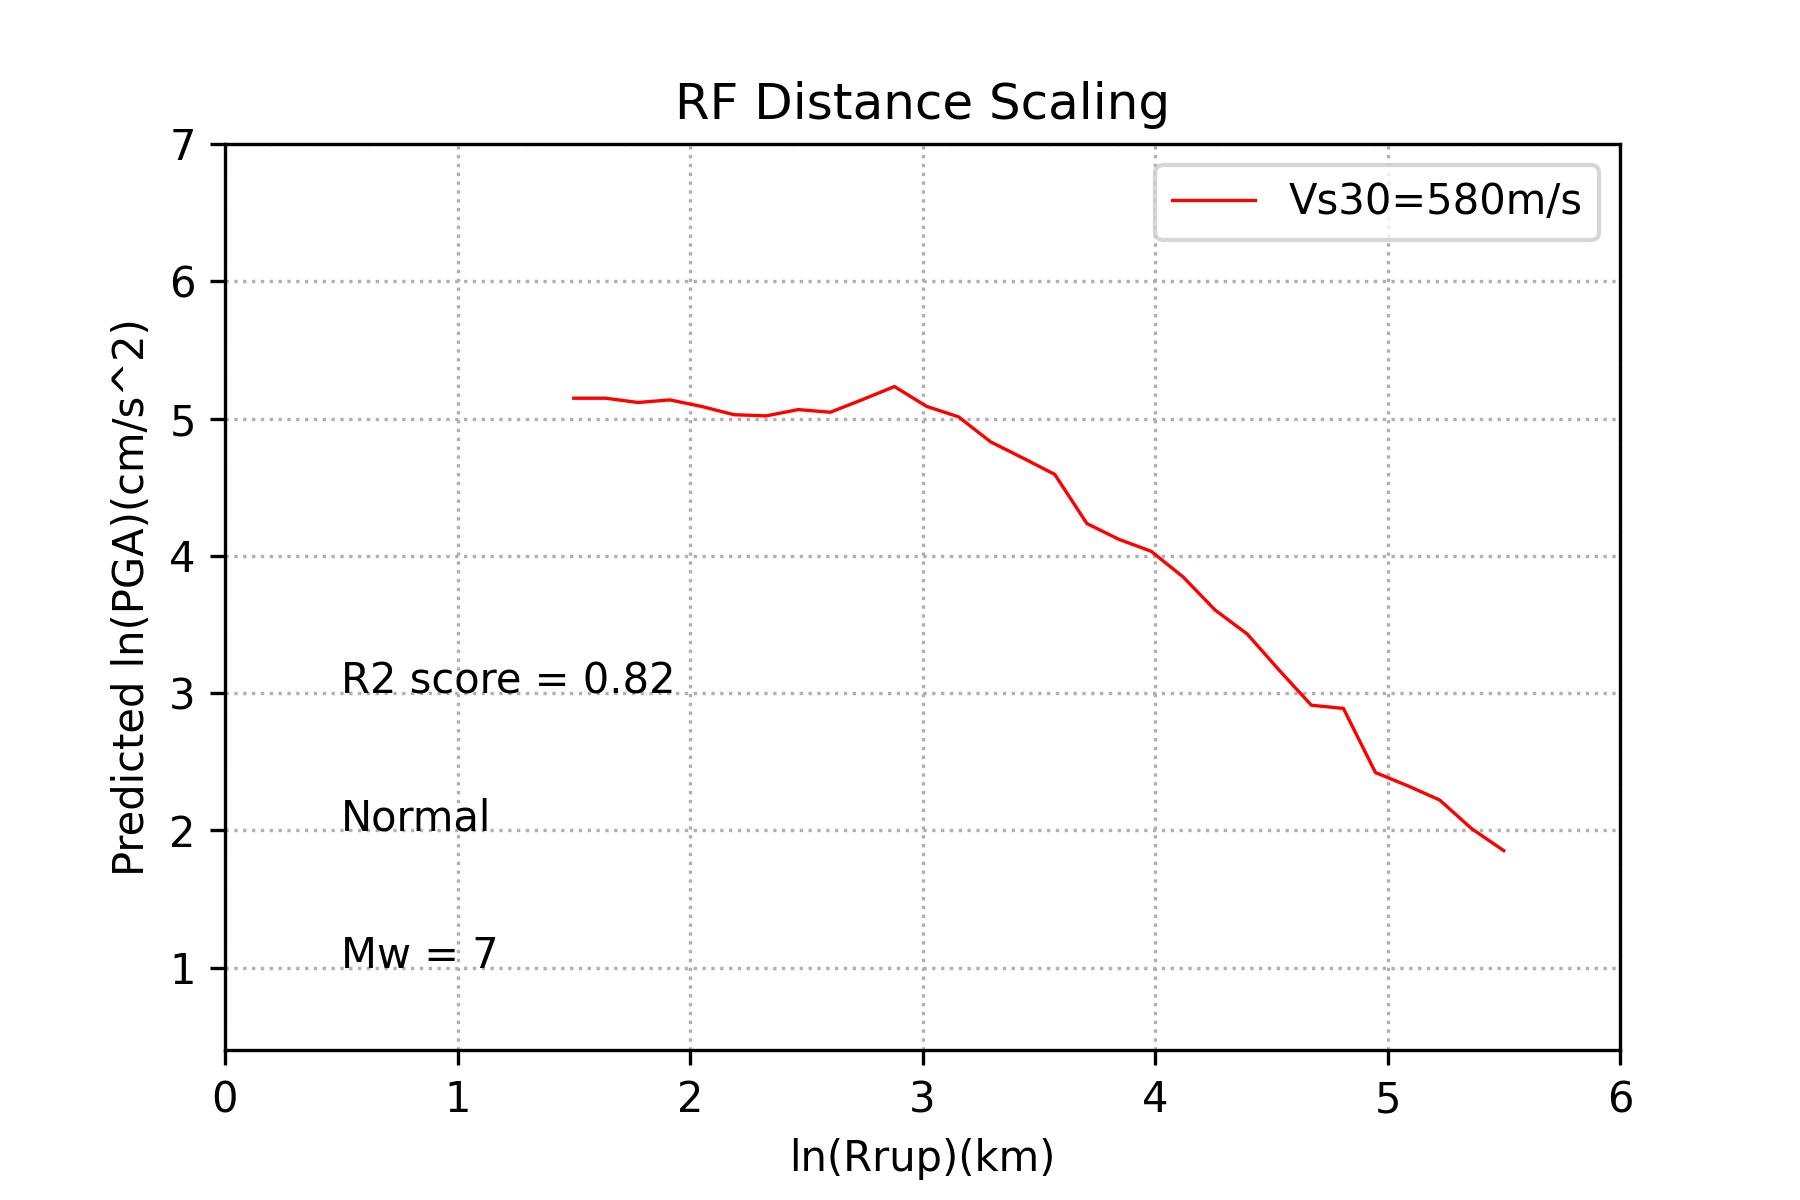 RF Distance Scaling
7
6
5
4
3
2
1
Predicted ln(PGA)(cm/s^2)
Vs30=580m/s
R2 score = 0.82
Normal
Mw = 7
0 1 2 3 4 5 6
ln(Rrup)(km)